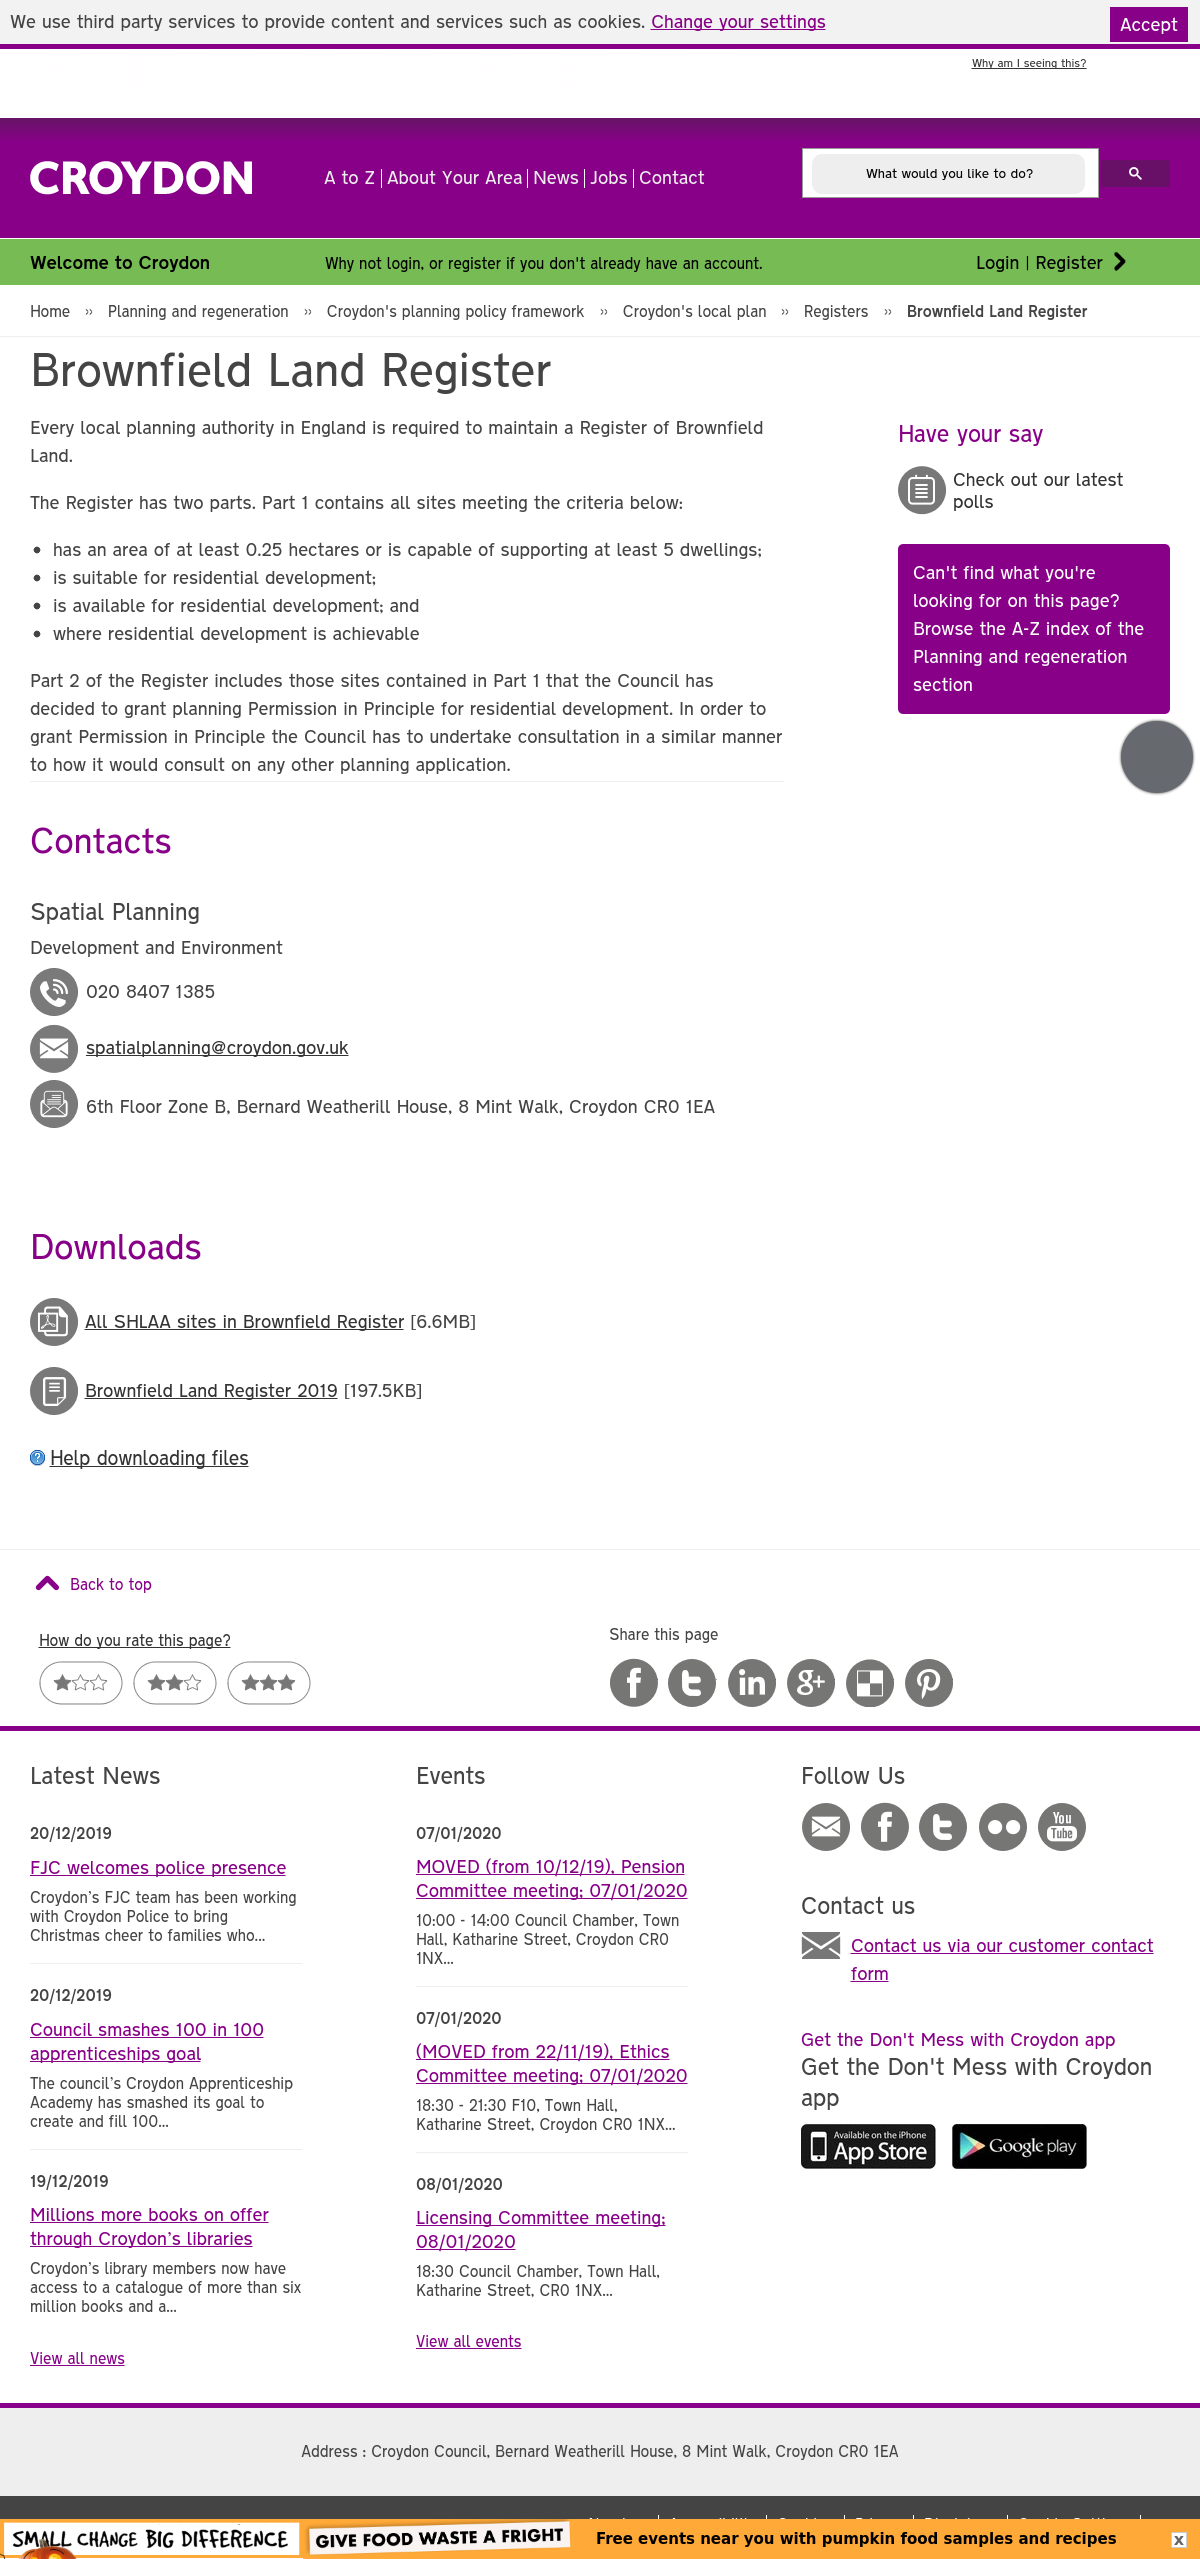 We use third party services to provide content and services such as cookies. Change your settings
Accept
Why am I seeing this?
CROYDON
A to Z | About Your Area | News | Jobs | Contact
What would you like to do?
Welcome to Croydon
Why not login, or register if you don't already have an account.
Login | Register
Home » Planning and regeneration » Croydon's planning policy framework » Croydon's local plan » Registers » Brownfield Land Register
Brownfield Land Register
Every local planning authority in England is required to maintain a Register of Brownfield
Land.
The Register has two parts. Part 1 contains all sites meeting the criteria below:
• has an area of at least 0.25 hectares or is capable of supporting at least 5 dwellings;
• is suitable for residential development;
• is available for residential development; and
• where residential development is achievable
Part 2 of the Register includes those sites contained in Part 1 that the Council has
decided to grant planning Permission in Principle for residential development. In order to
grant Permission in Principle the Council has to undertake consultation in a similar manner
to how it would consult on any other planning application.
Have your say
Check out our latest
polls
Can't find what you're
looking for on this page?
Browse the A-Z index of the
Planning and regeneration
section
Contacts
Spatial Planning
Development and Environment
020 8407 1385
spatialplanning@croydon.gov.uk
6th Floor Zone B, Bernard Weatherill House, 8 Mint Walk, Croydon CR0 1EA
Downloads
All SHLAA sites in Brownfield Register [6.6MB]
Brownfield Land Register 2019 [197.5KB]
Help downloading files
Back to top
How do you rate this page?
Share this page
Latest News
20/12/2019
FJC welcomes police presence
Croydon’s FJC team has been working
with Croydon Police to bring
Christmas cheer to families who...
20/12/2019
Council smashes 100 in 100
apprenticeships goal
The council’s Croydon Apprenticeship
Academy has smashed its goal to
create and fill 100...
19/12/2019
Millions more books on offer
through Croydon’s libraries
Croydon’s library members now have
access to a catalogue of more than six
million books and a...
View all news
Events
07/01/2020
MOVED (from 10/12/19), Pension
Committee meeting; 07/01/2020
10:00 - 14:00 Council Chamber, Town
Hall, Katharine Street, Croydon CR0
1NX...
07/01/2020
(MOVED from 22/11/19), Ethics
Committee meeting; 07/01/2020
18:30 - 21:30 F10, Town Hall,
Katharine Street, Croydon CR0 1NX...
08/01/2020
Licensing Committee meeting;
08/01/2020
18:30 Council Chamber, Town Hall,
Katharine Street, CR0 1NX...
View all events
Follow Us
You
Tube
Contact us
Contact us via our customer contact
form
Get the Don't Mess with Croydon app
Get the Don't Mess with Croydon
app
Available on the iPhone
App Store
Google play
Address : Croydon Council, Bernard Weatherill House, 8 Mint Walk, Croydon CR0 1EA
SMALL CHANGE BIG DIFFERENCE
GIVE FOOD WASTE A FRIGHT
Free events near you with pumpkin food samples and recipes
X